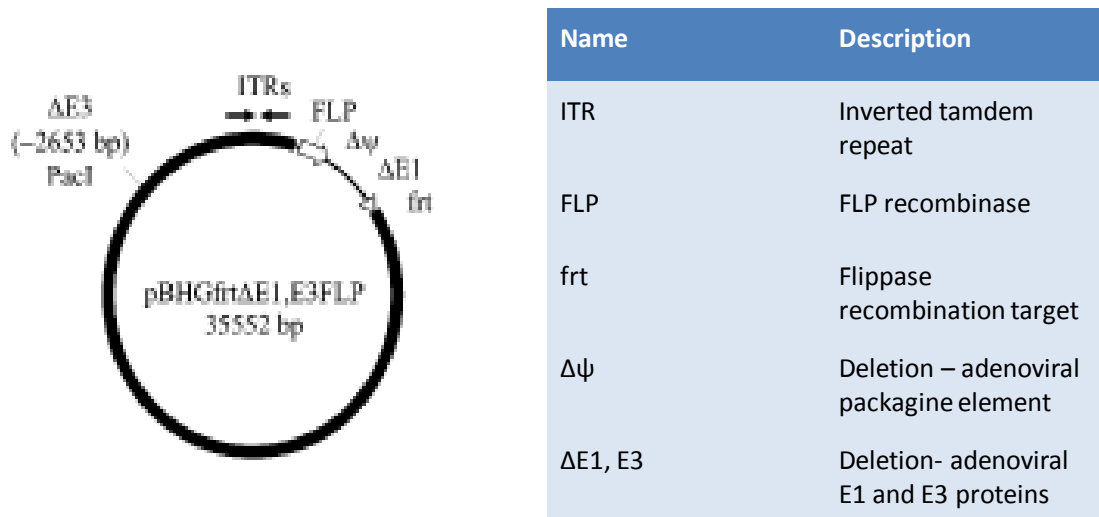 ITRs
FLP
Δψ
ΔE1
frt
ΔE3
(−2653 bp)
PacI
pBHGfrtΔE1,E3FLP
35552 bp
Name Description
ITR Inverted tamdem
repeat
FLP FLP recombinase
frt Flippase
recombination target
Δψ Deletion – adenoviral
packagine element
ΔE1, E3 Deletion- adenoviral
E1 and E3 proteins